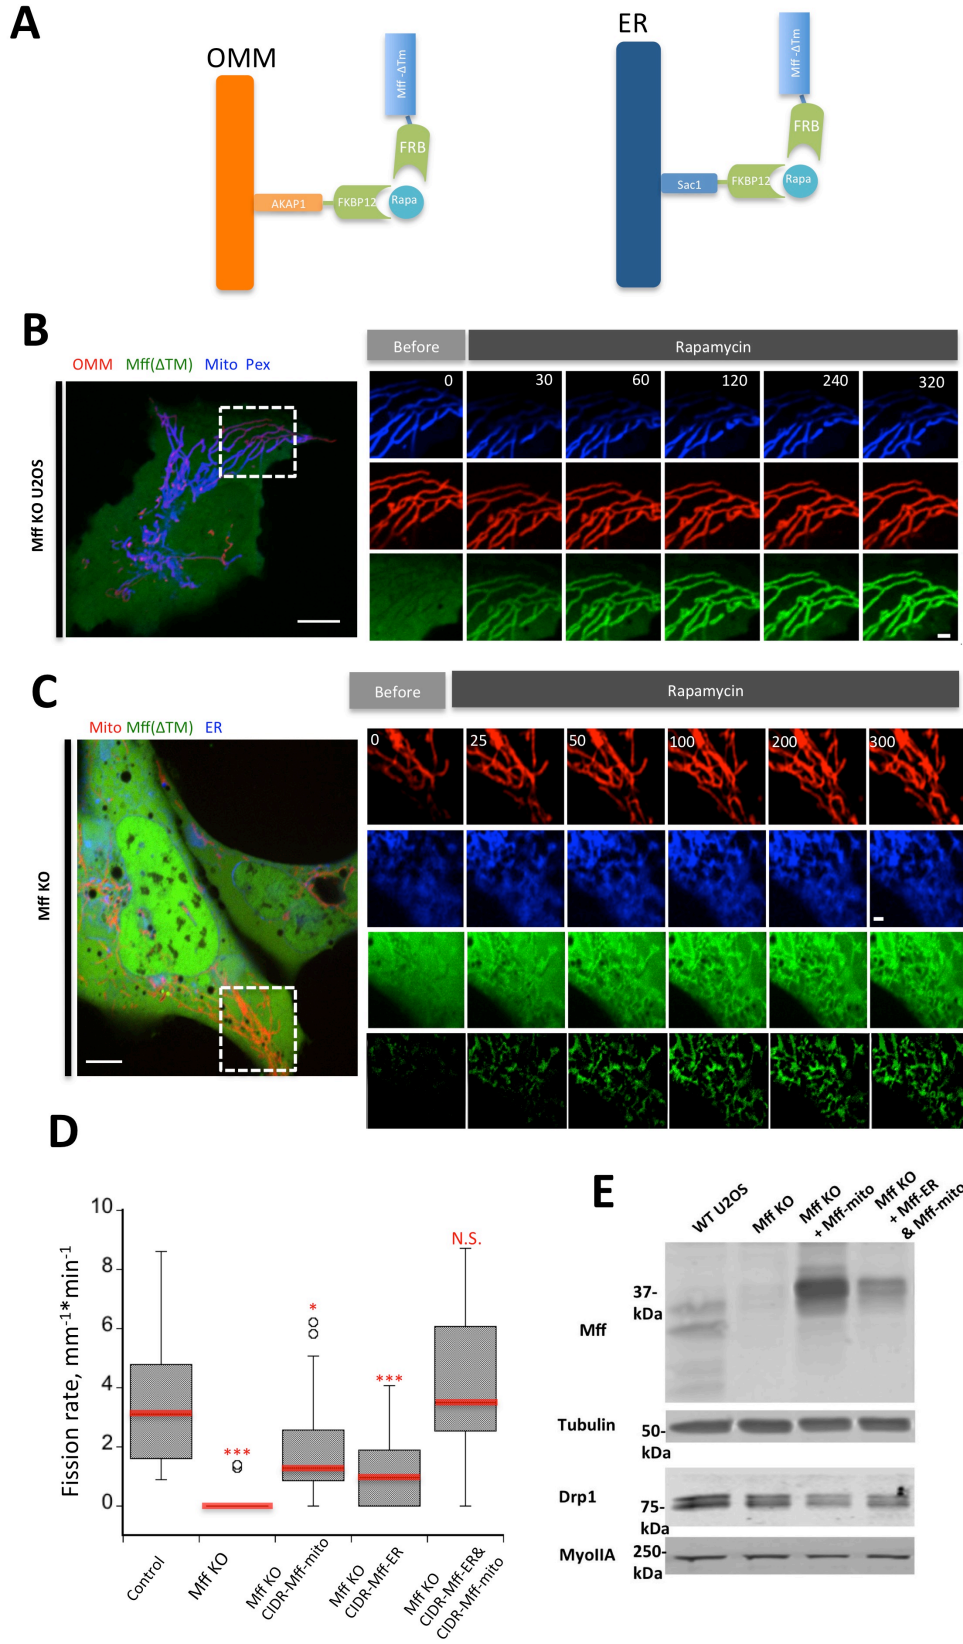 A
OMM
Mff -ΔTm
FRB
AKAP1
FKBP12
Rapa
ER
Mff -ΔTm
FRB
Sac1
FKBP12
Rapa
B
OMM Mff(ΔTM) Mito Pex
Mff KO U2OS
Before
Rapamycin
0 30 60 120 240 320
C
Mito Mff(ΔTM) ER
Mff KO
Before
Rapamycin
0 25 50 100 200 300
D
Fission rate, mm-1*min-1
10
8
6
4
2
0
***
*
***
N.S.
Control
Mff KO
Mff KO
CIDR-Mff-mito
Mff KO
CIDR-Mff-ER
Mff KO
CIDR-Mff-ER&
CIDR-Mff-mito
E
WT U2OS
Mff KO
Mff KO
+ Mff-mito
Mff KO
+ Mff-ER
& Mff-mito
Mff
37-
kDa
Tubulin
50-
kDa
Drp1
75-
kDa
MyoIIA
250-
kDa